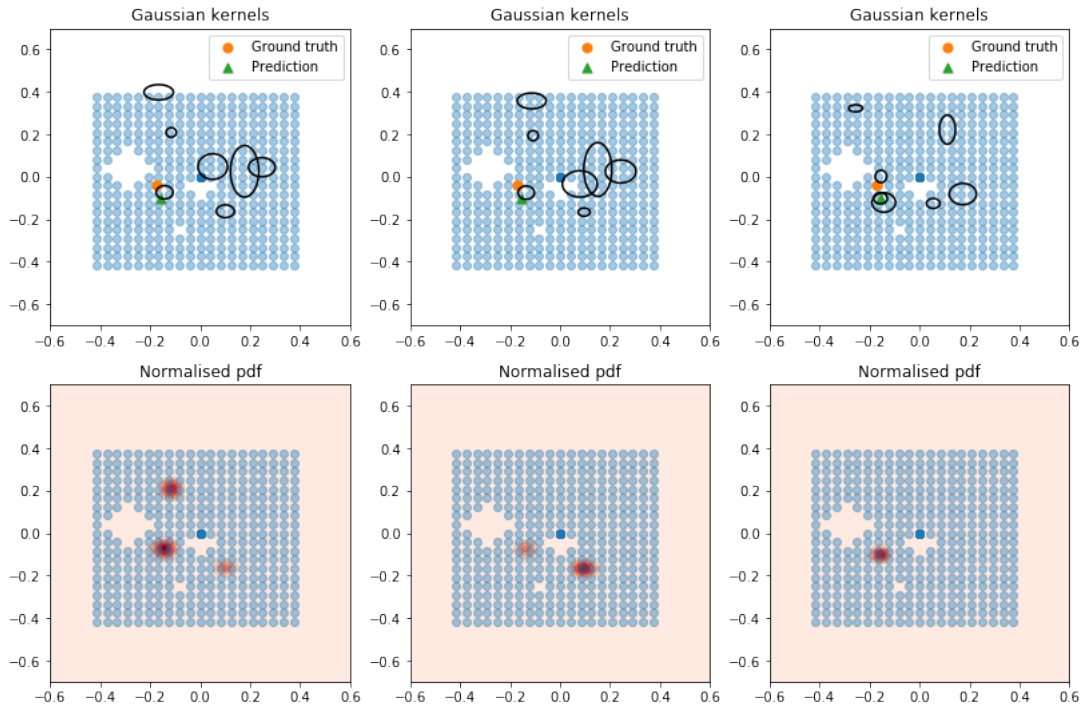 Gaussian kernels Gaussian kernels Gaussian kernels
Ground truth Ground truth Ground truth
Prediction Prediction Prediction
0.6 0.6 0.6
0.4 0.4 0.4
0.2 0.2 0.2
0.0 0.0 0.0
−0.2 −0.2 −0.2
−0.4 −0.4 −0.4
−0.6 −0.6 −0.6
−0.6 −0.4 −0.2 0.0 0.2 0.4 0.6 −0.6 −0.4 −0.2 0.0 0.2 0.4 0.6 −0.6 −0.4 −0.2 0.0 0.2 0.4 0.6
Normalised pdf Normalised pdf Normalised pdf
0.6 0.6 0.6
0.4 0.4 0.4
0.2 0.2 0.2
0.0 0.0 0.0
−0.2 −0.2 −0.2
−0.4 −0.4 −0.4
−0.6 −0.6 −0.6
−0.6 −0.4 −0.2 0.0 0.2 0.4 0.6 −0.6 −0.4 −0.2 0.0 0.2 0.4 0.6 −0.6 −0.4 −0.2 0.0 0.2 0.4 0.6